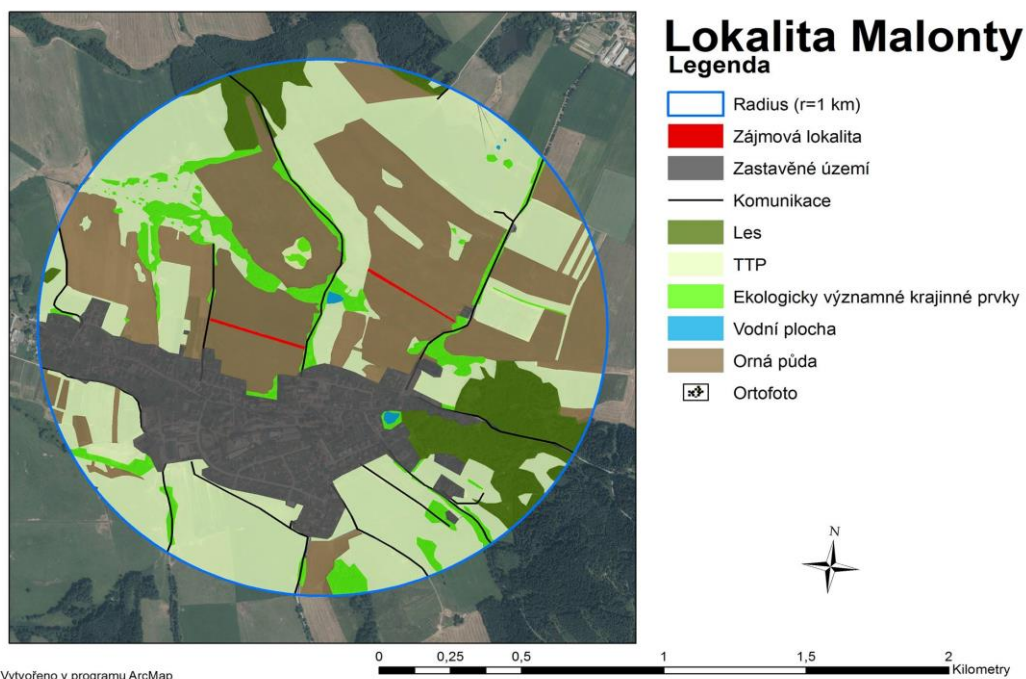 Lokalita Malonty
Legenda
Radius (r=1 km)
Zájmová lokalita
Zastavěné území
Komunikace
Les
TTP
Ekologicky významné krajinné prvky
Vodní plocha
Orná půda
Ortofoto
N
0 0,25 0,5 1 1,5 2
Kilometry
Vytvořeno v programu ArcMap